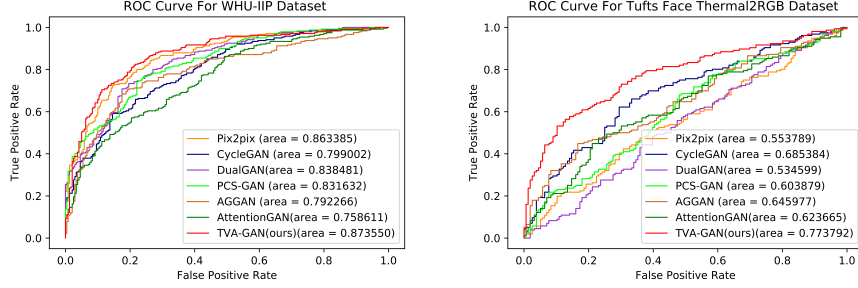 ROC Curve For WHU-IIP Dataset
True Positive Rate
1.0
0.8
0.6
0.4
0.2
0.0
Pix2pix (area = 0.863385)
CycleGAN (area = 0.799002)
DualGAN(area = 0.838481)
PCS-GAN (area = 0.831632)
AGGAN (area = 0.792266)
AttentionGAN(area = 0.758611)
TVA-GAN(ours)(area = 0.873550)
0.0 0.2 0.4 0.6 0.8 1.0
False Positive Rate
ROC Curve For Tufts Face Thermal2RGB Dataset
True Positive Rate
1.0
0.8
0.6
0.4
0.2
0.0
Pix2pix (area = 0.553789)
CycleGAN (area = 0.685384)
DualGAN(area = 0.534599)
PCS-GAN (area = 0.603879)
AGGAN (area = 0.645977)
AttentionGAN(area = 0.623665)
TVA-GAN(ours)(area = 0.773792)
0.0 0.2 0.4 0.6 0.8 1.0
False Positive Rate